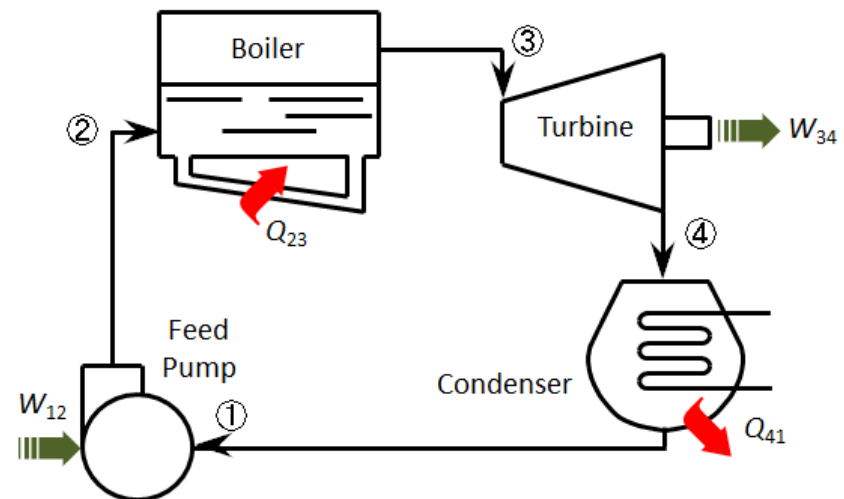 Boiler
③
②
Turbine
W₃₄
Q₂₃
④
Feed
Pump
Condenser
W₁₂
①
Q₄₁